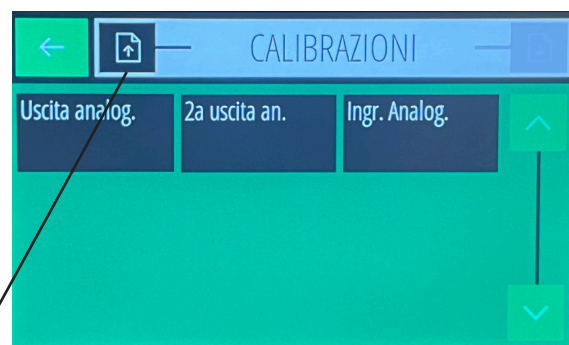 CALIBRAZIONI
Uscita analog.
2a uscita an.
Ingr. Analog.